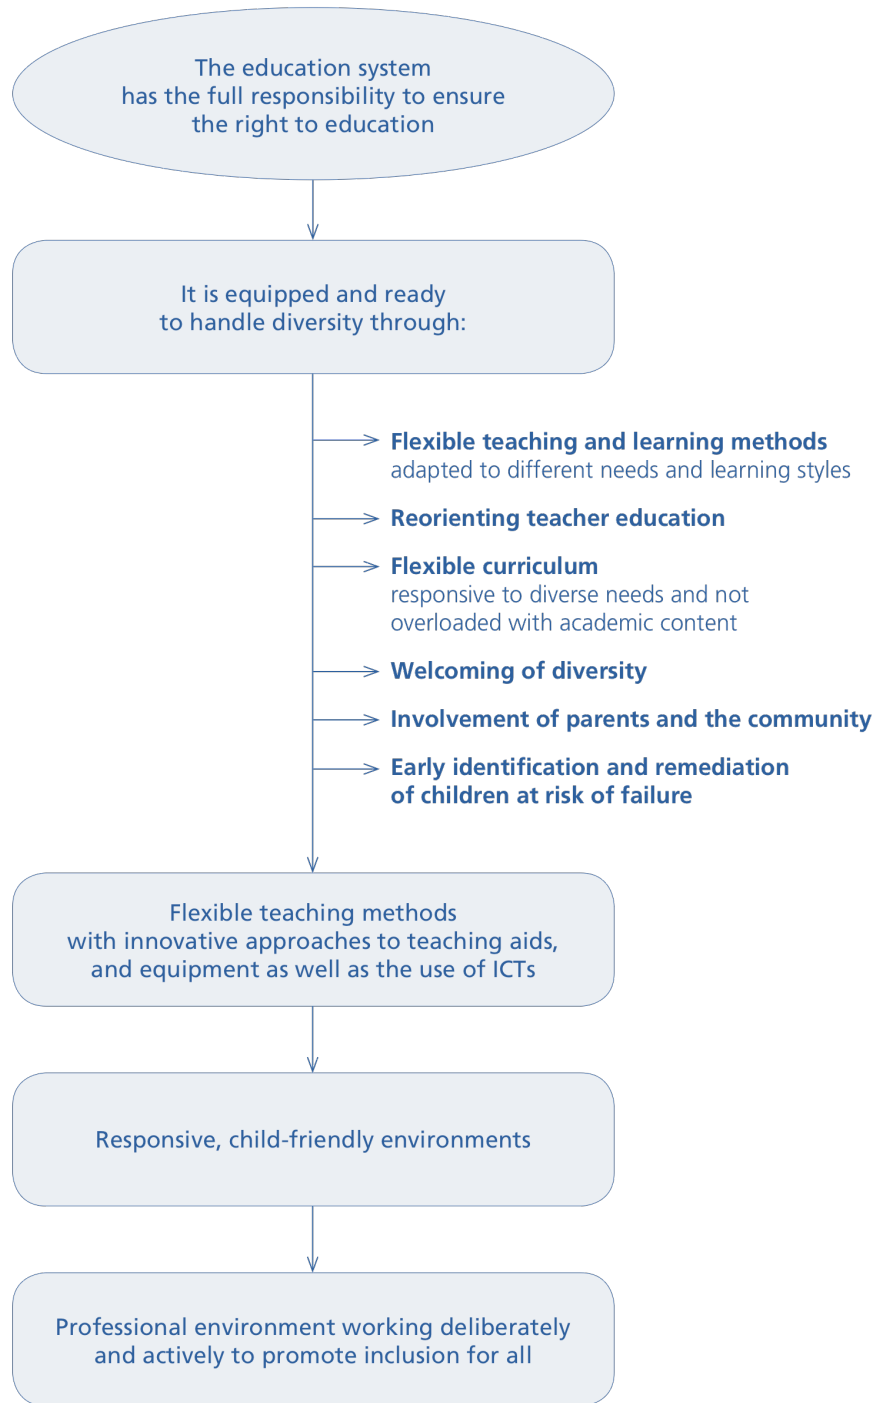 The education system
has the full responsibility to ensure
the right to education
It is equipped and ready
to handle diversity through:
Flexible teaching and learning methods
adapted to different needs and learning styles
Reorienting teacher education
Flexible curriculum
responsive to diverse needs and not
overloaded with academic content
Welcoming of diversity
Involvement of parents and the community
Early identification and remediation
of children at risk of failure
Flexible teaching methods
with innovative approaches to teaching aids,
and equipment as well as the use of ICTs
Responsive, child-friendly environments
Professional environment working deliberately
and actively to promote inclusion for all